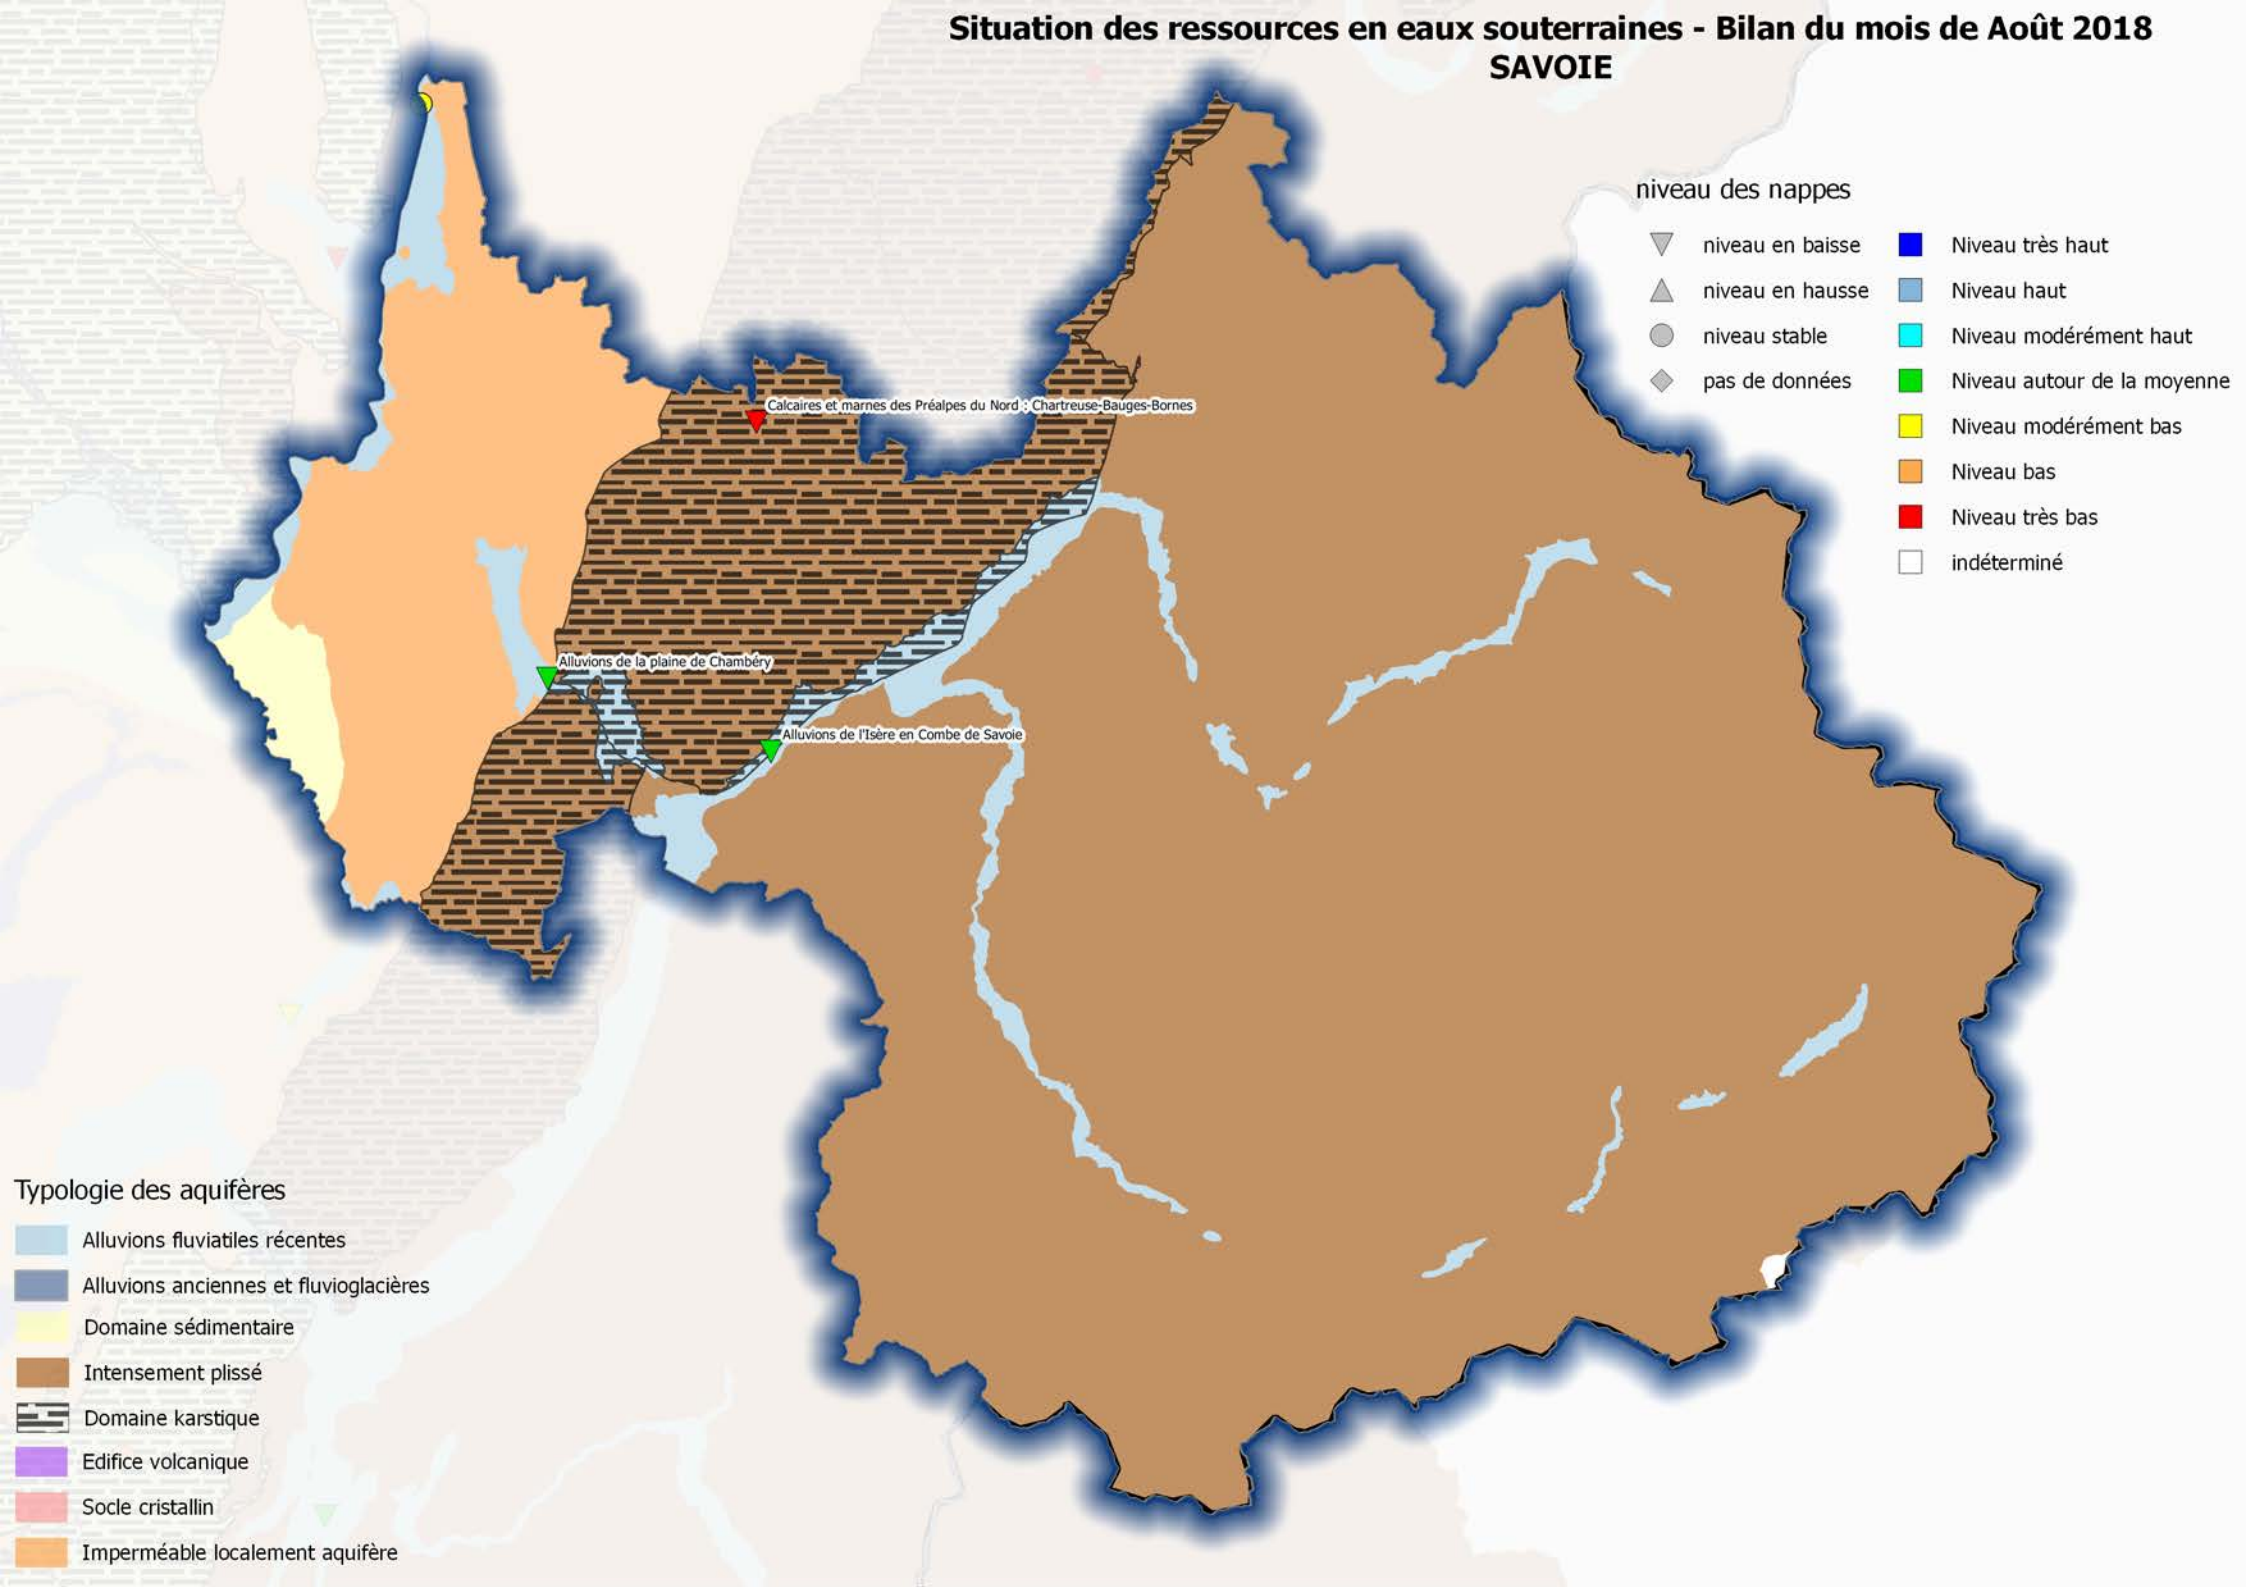 Situation des ressources en eaux souterraines - Bilan du mois de Août 2018
SAVOIE
niveau des nappes
niveau en baisse
niveau en hausse
niveau stable
pas de données
Niveau très haut
Niveau haut
Niveau modérément haut
Niveau autour de la moyenne
Niveau modérément bas
Niveau bas
Niveau très bas
indéterminé
Calcaires et marnes des Préalpes du Nord : Chartreuse-Bauges-Bornes
Alluvions de la plaine de Chambéry
Alluvions de l'Isère en Combe de Savoie
Typologie des aquifères
Alluvions fluviatiles récentes
Alluvions anciennes et fluvioglacières
Domaine sédimentaire
Intensement plissé
Domaine karstique
Edifice volcanique
Socle cristallin
Imperméable localement aquifère